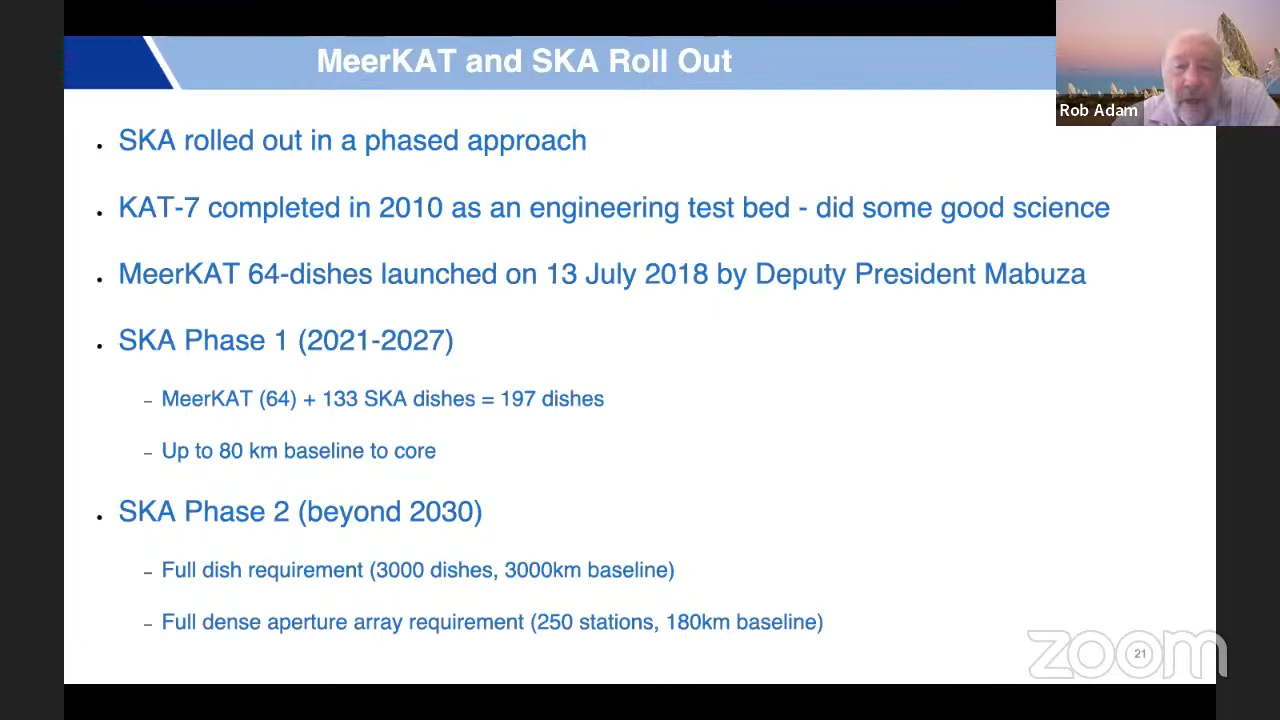 MeerKAT and SKA Roll Out
Rob Adam
• SKA rolled out in a phased approach
• KAT-7 completed in 2010 as an engineering test bed - did some good science
• MeerKAT 64-dishes launched on 13 July 2018 by Deputy President Mabuza
• SKA Phase 1 (2021-2027)
– MeerKAT (64) + 133 SKA dishes = 197 dishes
– Up to 80 km baseline to core
• SKA Phase 2 (beyond 2030)
– Full dish requirement (3000 dishes, 3000km baseline)
– Full dense aperture array requirement (250 stations, 180km baseline)
zoom
21